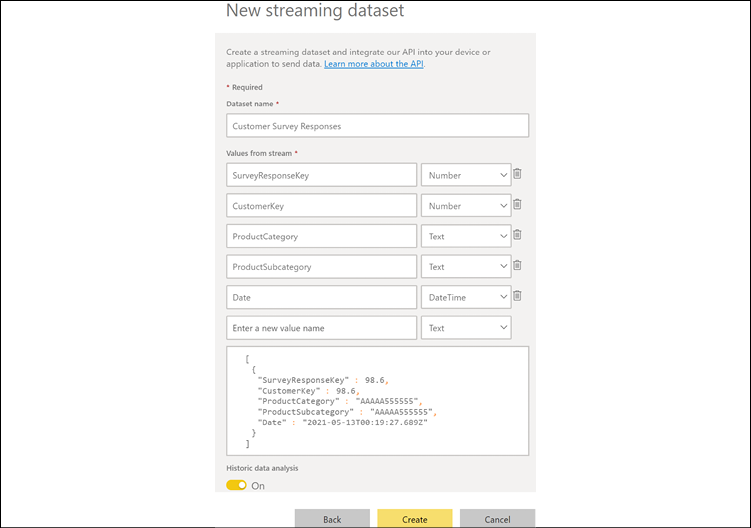 New streaming dataset
Create a streaming dataset and integrate our API into your device or
application to send data. Learn more about the API.
* Required
Dataset name *
Customer Survey Responses
Values from stream *
SurveyResponseKey Number
CustomerKey Number
ProductCategory Text
ProductSubcategory Text
Date DateTime
Enter a new value name Text
[
{
"SurveyResponseKey" : 98.6,
"CustomerKey" : 98.6,
"ProductCategory" : "AAAAA555555",
"ProductSubcategory" : "AAAAA555555",
"Date" : "2021-05-13T00:19:27.689Z"
}
]
Historic data analysis
On
Back Create Cancel